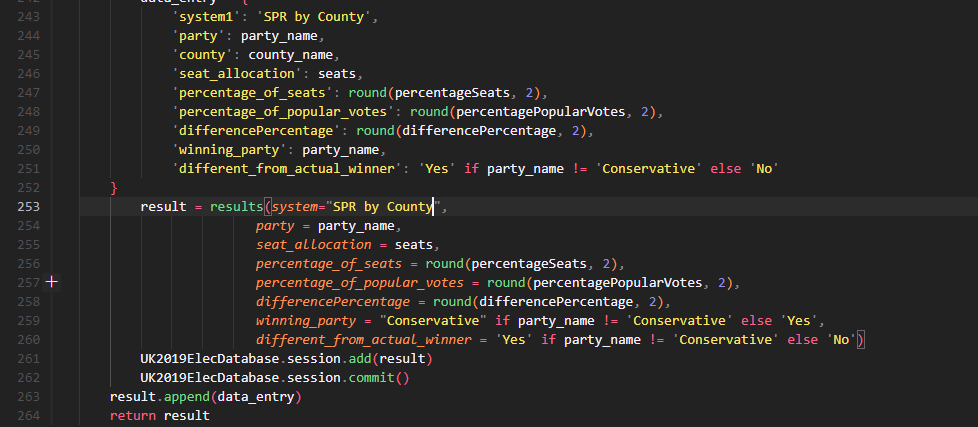 242 data_entry = {
243 'system1': 'SPR by County',
244 'party': party_name,
245 'county': county_name,
246 'seat_allocation': seats,
247 'percentage_of_seats': round(percentageSeats, 2),
248 'percentage_of_popular_votes': round(percentagePopularVotes, 2),
249 'differencePercentage': round(differencePercentage, 2),
250 'winning_party': party_name,
251 'different_from_actual_winner': 'Yes' if party_name != 'Conservative' else 'No'
252 }
253 result = results(system="SPR by County",
254 party = party_name,
255 seat_allocation = seats,
256 percentage_of_seats = round(percentageSeats, 2),
257 percentage_of_popular_votes = round(percentagePopularVotes, 2),
258 differencePercentage = round(differencePercentage, 2),
259 winning_party = "Conservative" if party_name != 'Conservative' else 'Yes',
260 different_from_actual_winner = 'Yes' if party_name != 'Conservative' else 'No')
261 UK2019ElecDatabase.session.add(result)
262 UK2019ElecDatabase.session.commit()
263 result.append(data_entry)
264 return result